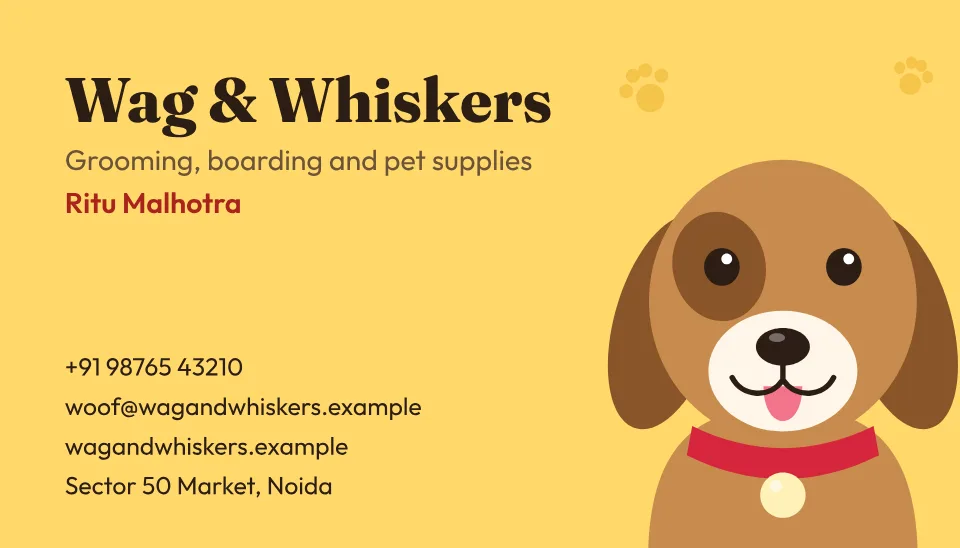 Wag & Whiskers
Grooming, boarding and pet supplies
Ritu Malhotra
+91 98765 43210
woof@wagandwhiskers.example
wagandwhiskers.example
Sector 50 Market, Noida